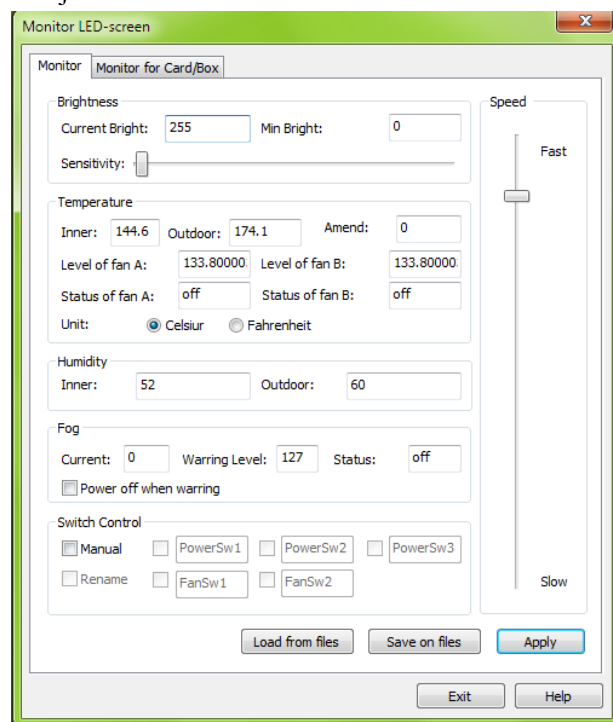 Monitor LED-screen
Monitor Monitor for Card/Box
Brightness
Current Bright: 255 Min Bright: 0
Sensitivity:
Speed
Fast
Slow
Temperature
Inner: 144.6 Outdoor: 174.1 Amend: 0
Level of fan A: 133.80000 Level of fan B: 133.80000
Status of fan A: off Status of fan B: off
Unit: Celsiur Fahrenheit
Humidity
Inner: 52 Outdoor: 60
Fog
Current: 0 Warring Level: 127 Status: off
Power off when warring
Switch Control
Manual PowerSw1 PowerSw2 PowerSw3
Rename FanSw1 FanSw2
Load from files Save on files Apply
Exit Help